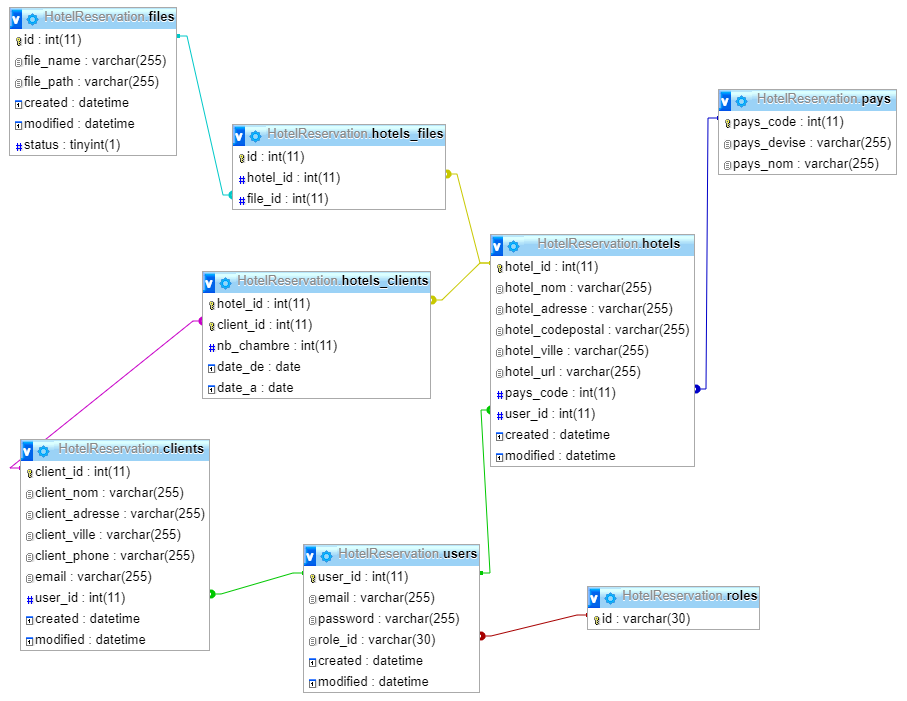 HotelReservation.files
id : int(11)
file_name : varchar(255)
file_path : varchar(255)
created : datetime
modified : datetime
status : tinyint(1)
HotelReservation.hotels_files
id : int(11)
hotel_id : int(11)
file_id : int(11)
HotelReservation.pays
pays_code : int(11)
pays_devise : varchar(255)
pays_nom : varchar(255)
HotelReservation.hotels
hotel_id : int(11)
hotel_nom : varchar(255)
hotel_adresse : varchar(255)
hotel_codepostal : varchar(255)
hotel_ville : varchar(255)
hotel_url : varchar(255)
pays_code : int(11)
user_id : int(11)
created : datetime
modified : datetime
HotelReservation.hotels_clients
hotel_id : int(11)
client_id : int(11)
nb_chambre : int(11)
date_de : date
date_a : date
HotelReservation.clients
client_id : int(11)
client_nom : varchar(255)
client_adresse : varchar(255)
client_ville : varchar(255)
client_phone : varchar(255)
email : varchar(255)
user_id : int(11)
created : datetime
modified : datetime
HotelReservation.users
user_id : int(11)
email : varchar(255)
password : varchar(255)
role_id : varchar(30)
created : datetime
modified : datetime
HotelReservation.roles
id : varchar(30)